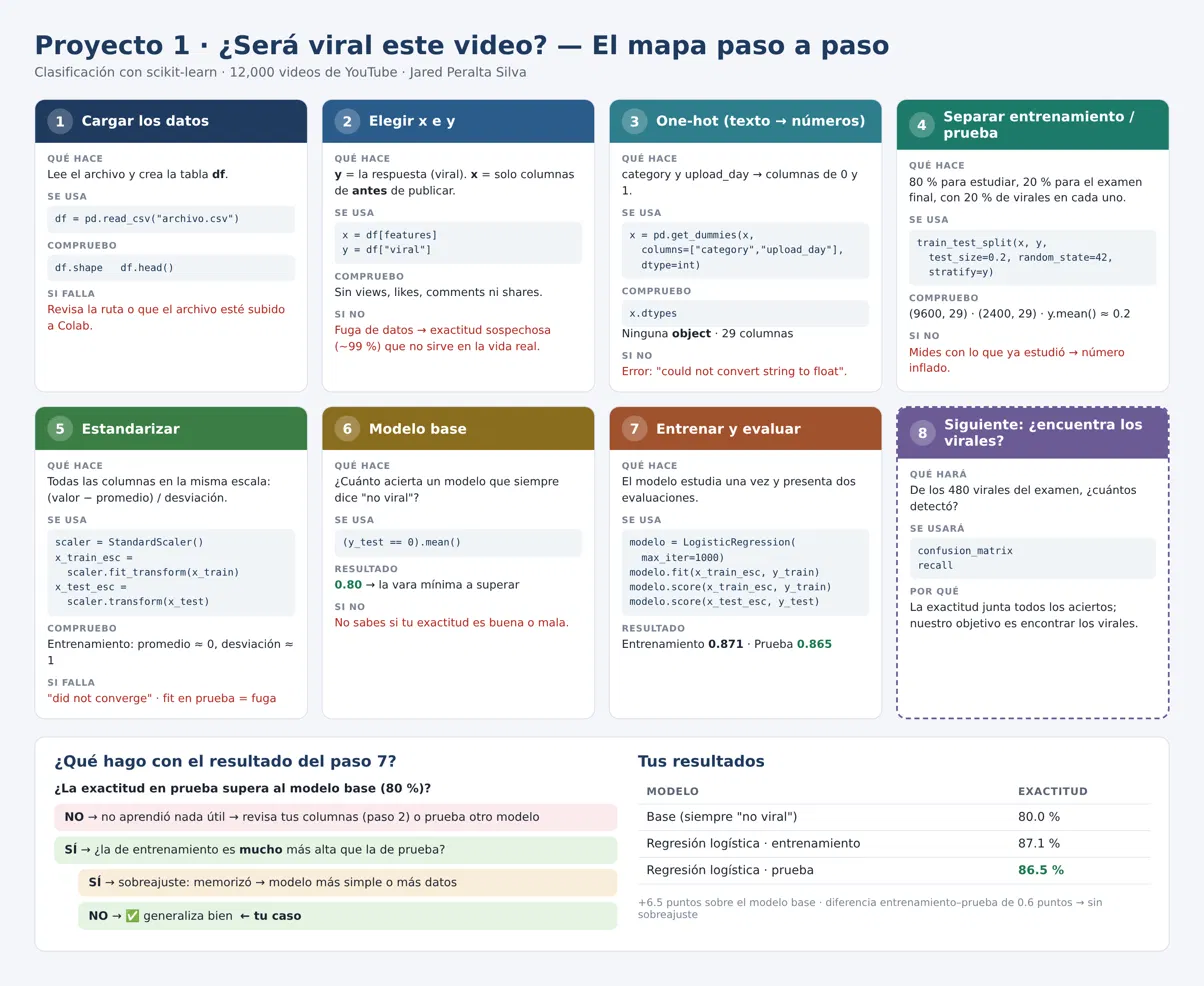 Proyecto 1 · ¿Será viral este video? — El mapa paso a paso
Clasificación con scikit-learn · 12,000 videos de YouTube · Jared Peralta Silva
1 Cargar los datos
QUÉ HACE
Lee el archivo y crea la tabla df.
SE USA
df = pd.read_csv("archivo.csv")
COMPRUEBO
df.shape   df.head()
SI FALLA
Revisa la ruta o que el archivo esté subido
a Colab.
2 Elegir x e y
QUÉ HACE
y = la respuesta (viral). x = solo columnas
de antes de publicar.
SE USA
x = df[features]
y = df["viral"]
COMPRUEBO
Sin views, likes, comments ni shares.
SI NO
Fuga de datos → exactitud sospechosa
(~99 %) que no sirve en la vida real.
3 One-hot (texto → números)
QUÉ HACE
category y upload_day → columnas de 0 y
1.
SE USA
x = pd.get_dummies(x,
columns=["category","upload_day"],
dtype=int)
COMPRUEBO
x.dtypes
Ninguna object · 29 columnas
SI NO
Error: "could not convert string to float".
4 Separar entrenamiento /
prueba
QUÉ HACE
80 % para estudiar, 20 % para el examen
final, con 20 % de virales en cada uno.
SE USA
train_test_split(x, y,
test_size=0.2, random_state=42,
stratify=y)
COMPRUEBO
(9600, 29) · (2400, 29) · y.mean() ≈ 0.2
SI NO
Mides con lo que ya estudió → número
inflado.
5 Estandarizar
QUÉ HACE
Todas las columnas en la misma escala:
(valor − promedio) / desviación.
SE USA
scaler = StandardScaler()
x_train_esc =
scaler.fit_transform(x_train)
x_test_esc =
scaler.transform(x_test)
COMPRUEBO
Entrenamiento: promedio ≈ 0, desviación ≈
1
SI FALLA
"did not converge" · fit en prueba = fuga
6 Modelo base
QUÉ HACE
¿Cuánto acierta un modelo que siempre
dice "no viral"?
SE USA
(y_test == 0).mean()
RESULTADO
0.80 → la vara mínima a superar
SI NO
No sabes si tu exactitud es buena o mala.
7 Entrenar y evaluar
QUÉ HACE
El modelo estudia una vez y presenta dos
evaluaciones.
SE USA
modelo = LogisticRegression(
max_iter=1000)
modelo.fit(x_train_esc, y_train)
modelo.score(x_train_esc, y_train)
modelo.score(x_test_esc, y_test)
RESULTADO
Entrenamiento 0.871 · Prueba 0.865
8 Siguiente: ¿encuentra los
virales?
QUÉ HARÁ
De los 480 virales del examen, ¿cuántos
detectó?
SE USARÁ
confusion_matrix
recall
POR QUÉ
La exactitud junta todos los aciertos;
nuestro objetivo es encontrar los virales.
¿Qué hago con el resultado del paso 7?
¿La exactitud en prueba supera al modelo base (80 %)?
NO → no aprendió nada útil → revisa tus columnas (paso 2) o prueba otro modelo
SÍ → ¿la de entrenamiento es mucho más alta que la de prueba?
SÍ → sobreajuste: memorizó → modelo más simple o más datos
NO → ✅ generaliza bien ← tu caso
Tus resultados
MODELO EXACTITUD
Base (siempre "no viral") 80.0 %
Regresión logística · entrenamiento 87.1 %
Regresión logística · prueba 86.5 %
+6.5 puntos sobre el modelo base · diferencia entrenamiento–prueba de 0.6 puntos → sin
sobreajuste